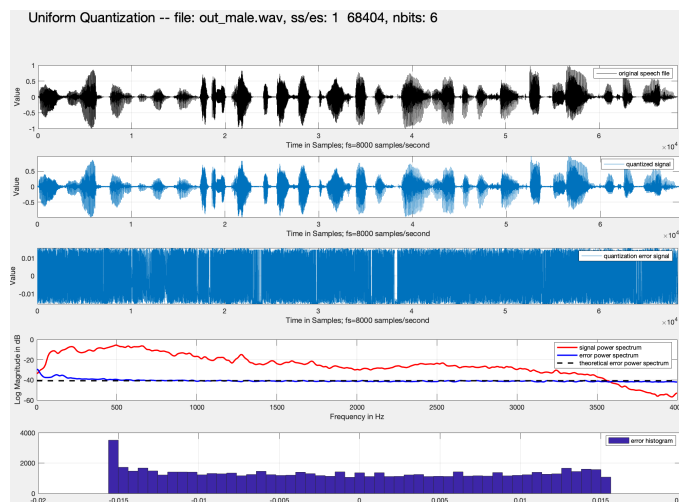 Uniform Quantization -- file: out_male.wav, ss/es: 1  68404, nbits: 6
1
0.5
0
-0.5
-1
Value
original speech file
0 1 2 3 4 5 6
Time in Samples; fs=8000 samples/second
×10⁴
0.5
0
-0.5
Value
quantized signal
0 1 2 3 4 5 6
Time in Samples; fs=8000 samples/second
×10⁴
0.01
0
-0.01
Value
quantization error signal
0 1 2 3 4 5 6
Time in Samples; fs=8000 samples/second
×10⁴
0
-20
-40
-60
Log Magnitude in dB
signal power spectrum
error power spectrum
theoretical error power spectrum
0 500 1000 1500 2000 2500 3000 3500
Frequency in Hz
4000
2000
0
error histogram
-0.02 -0.015 -0.01 -0.005 0 0.005 0.01 0.015